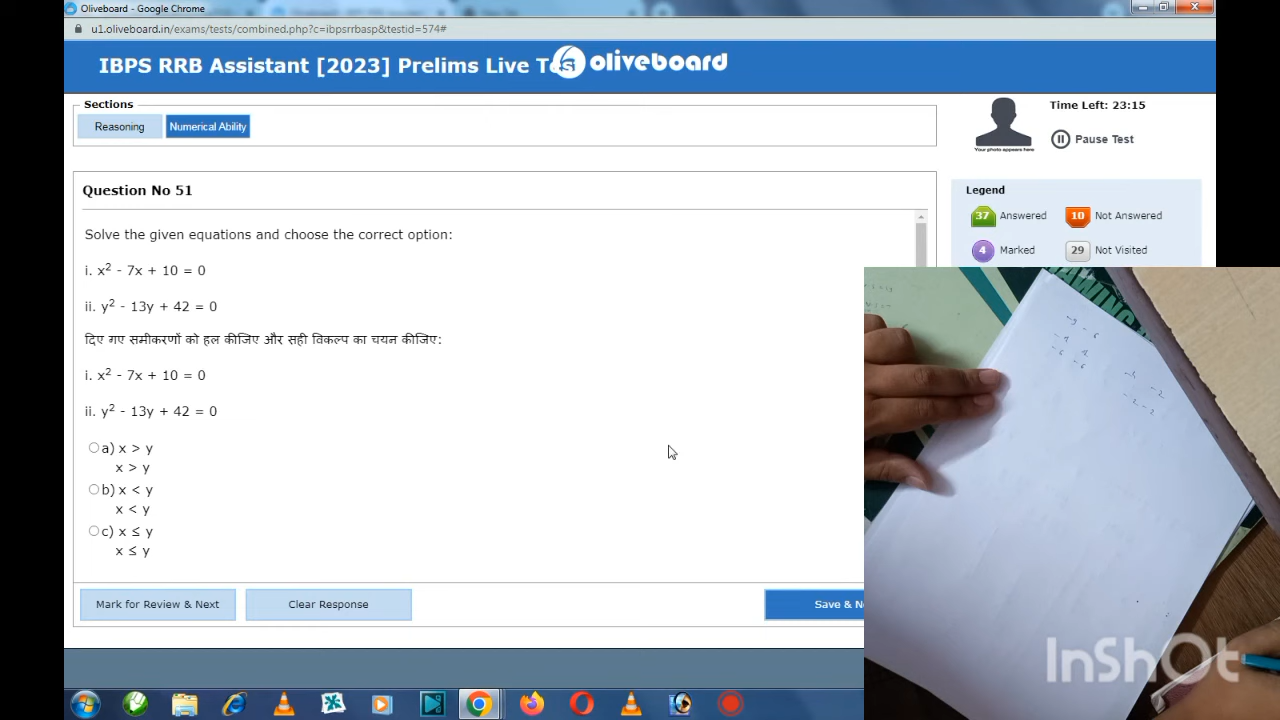 Oliveboard - Google Chrome
u1.oliveboard.in/exams/tests/combined.php?c=ibpsrrbasp&testid=574#
IBPS RRB Assistant [2023] Prelims Live
oliveboard
Sections
Reasoning
Numerical Ability
Time Left: 23:15
Your photo appears here
Pause Test
Question No 51
Legend
37 Answered
10 Not Answered
4 Marked
29 Not Visited
Solve the given equations and choose the correct option:
i. x² - 7x + 10 = 0
ii. y² - 13y + 42 = 0
दिए गए समीकरणों को हल कीजिए और सही विकल्प का चयन कीजिए:
i. x² - 7x + 10 = 0
ii. y² - 13y + 42 = 0
a) x > y
x > y
b) x < y
x < y
c) x ≤ y
x ≤ y
Mark for Review & Next
Clear Response
Save &
InShOt